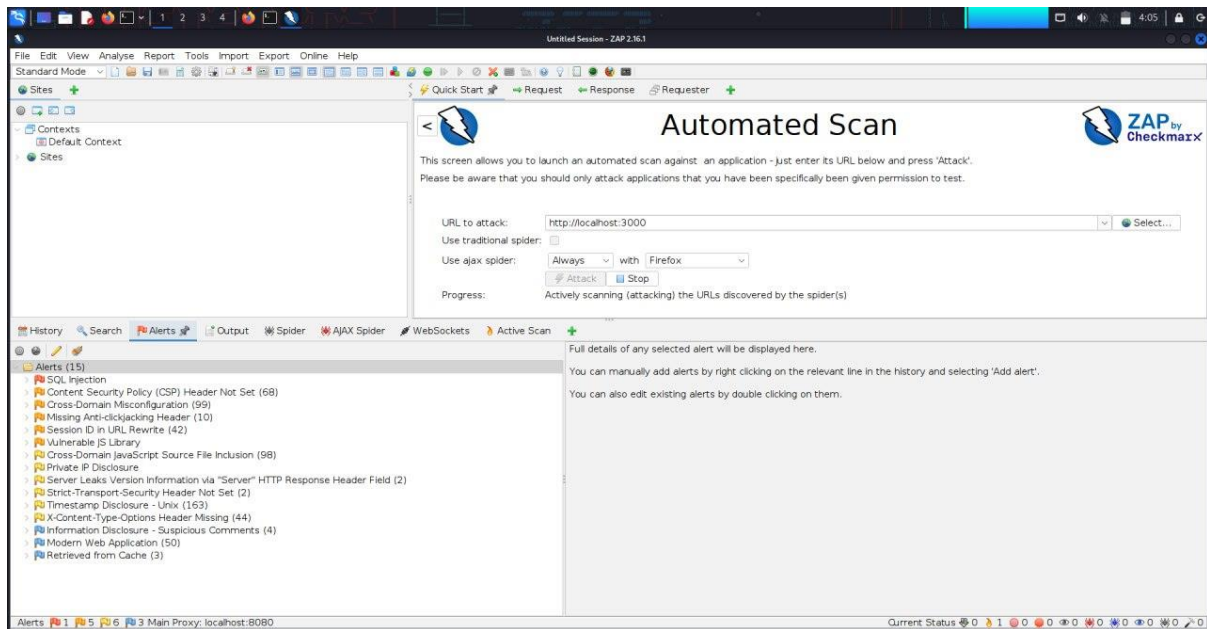 1 2 3 4
4:05
Untitled Session - ZAP 2.16.1
File Edit View Analyse Report Tools Import Export Online Help
Standard Mode
Sites
Quick Start Request Response Requester
Contexts
Default Context
Sites
<
Automated Scan
ZAP by
Checkmarx
This screen allows you to launch an automated scan against an application - just enter its URL below and press 'Attack'.
Please be aware that you should only attack applications that you have been specifically been given permission to test.
URL to attack: http://localhost:3000 Select...
Use traditional spider:
Use ajax spider: Always with Firefox
Attack Stop
Progress: Actively scanning (attacking) the URLs discovered by the spider(s)
History Search Alerts Output Spider AJAX Spider WebSockets Active Scan
Alerts (15)
SQL Injection
Content Security Policy (CSP) Header Not Set (68)
Cross-Domain Misconfiguration (99)
Missing Anti-clickjacking Header (10)
Session ID in URL Rewrite (42)
Vulnerable JS Library
Cross-Domain JavaScript Source File Inclusion (98)
Private IP Disclosure
Server Leaks Version Information via "Server" HTTP Response Header Field (2)
Strict-Transport-Security Header Not Set (2)
Timestamp Disclosure - Unix (163)
X-Content-Type-Options Header Missing (44)
Information Disclosure - Suspicious Comments (4)
Modern Web Application (50)
Retrieved from Cache (3)
Full details of any selected alert will be displayed here.
You can manually add alerts by right clicking on the relevant line in the history and selecting 'Add alert'.
You can also edit existing alerts by double clicking on them.
Alerts 1 5 6 3 Main Proxy: localhost:8080
Current Status 0 1 0 0 0 0 0 0 0 0